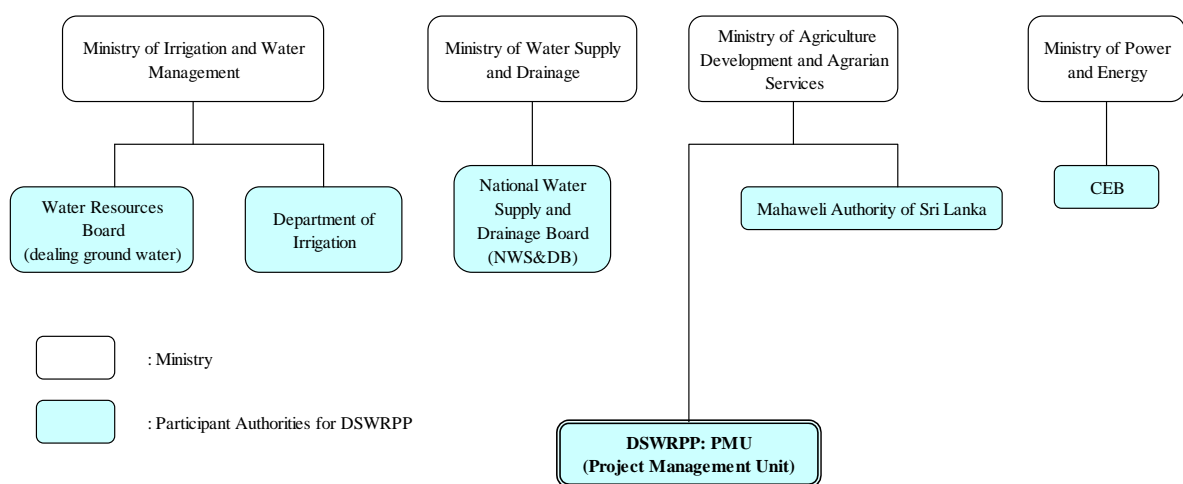 Ministry of Irrigation and Water
Management
Ministry of Water Supply
and Drainage
Ministry of Agriculture
Development and Agrarian
Services
Ministry of Power
and Energy
Water Resources
Board
(dealing ground water)
Department of
Irrigation
National Water
Supply and
Drainage Board
(NWS&DB)
Mahaweli Authority of Sri Lanka
CEB
: Ministry
: Participant Authorities for DSWRPP
DSWRPP: PMU
(Project Management Unit)